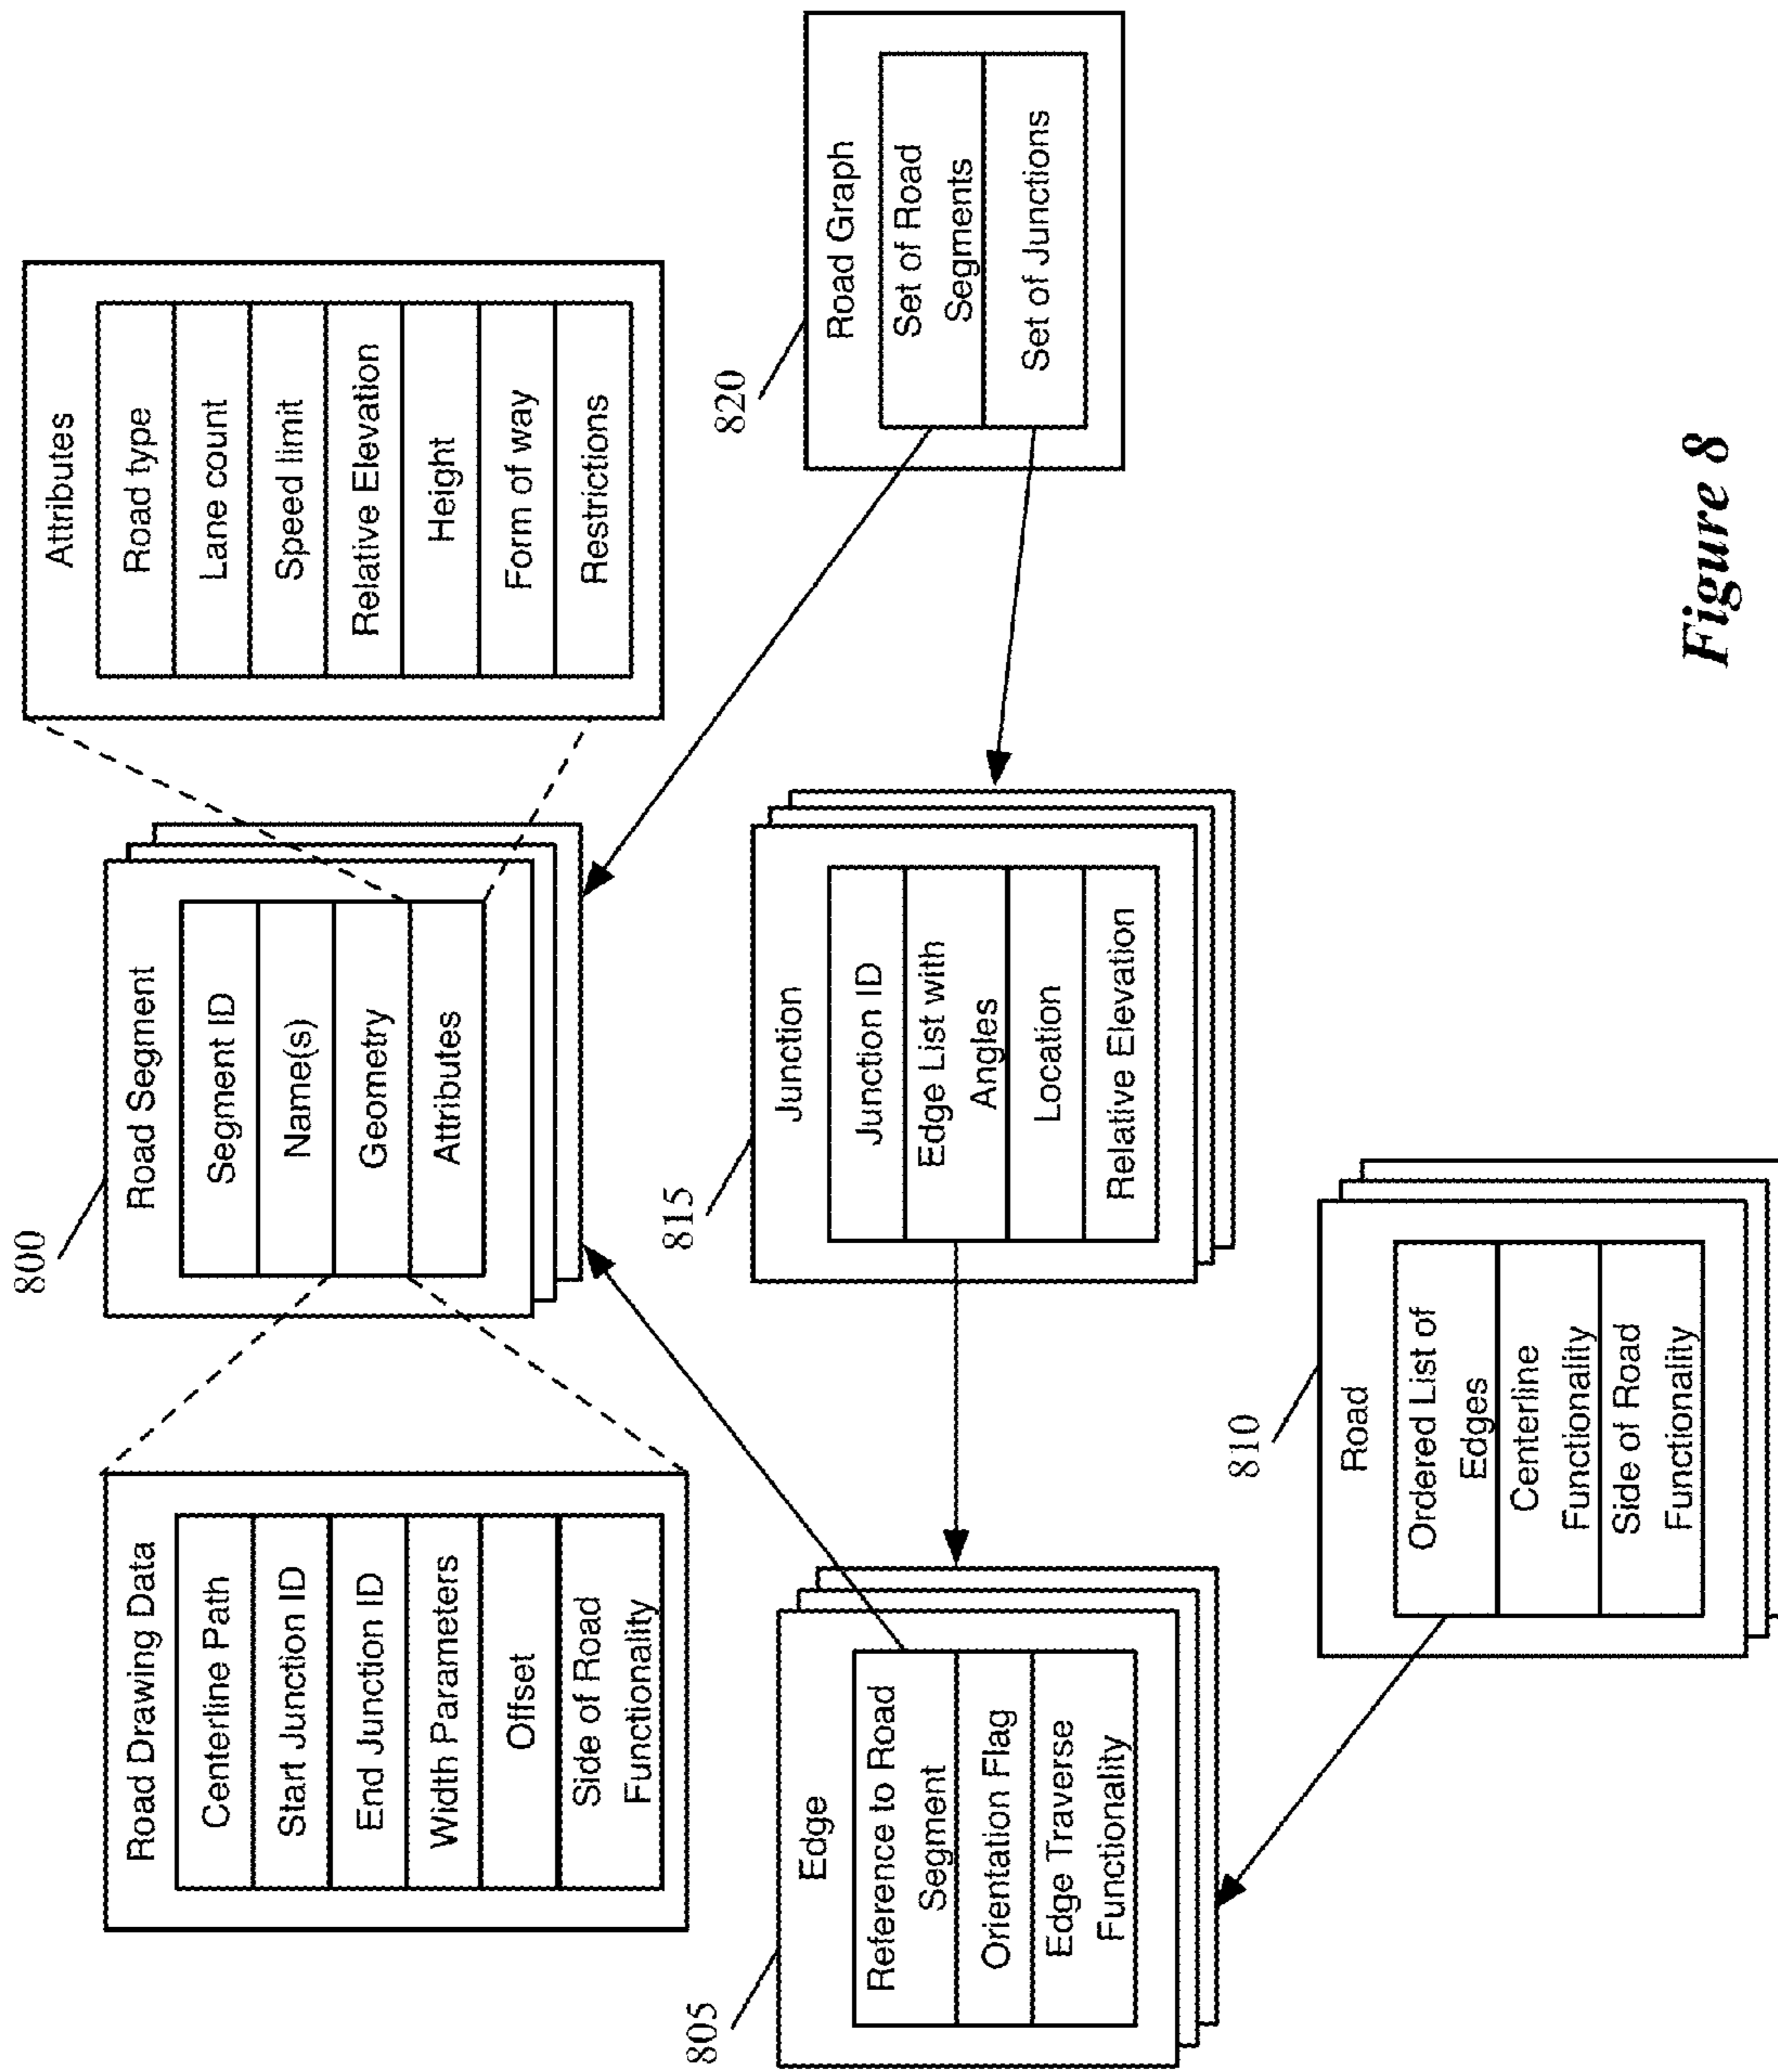 800
Road Drawing Data
Centerline Path
Start Junction ID
End Junction ID
Width Parameters
Offset
Side of Road
Functionality
Road Segment
Segment ID
Name(s)
Geometry
Attributes
Attributes
Road type
Lane count
Speed limit
Relative Elevation
Height
Form of way
Restrictions
805
Edge
Reference to Road
Segment
Orientation Flag
Edge Traverse
Functionality
815
Junction
Junction ID
Edge List with
Angles
Location
Relative Elevation
820
Road Graph
Set of Road
Segments
Set of Junctions
810
Road
Ordered List of
Edges
Centerline
Functionality
Side of Road
Functionality
Figure 8